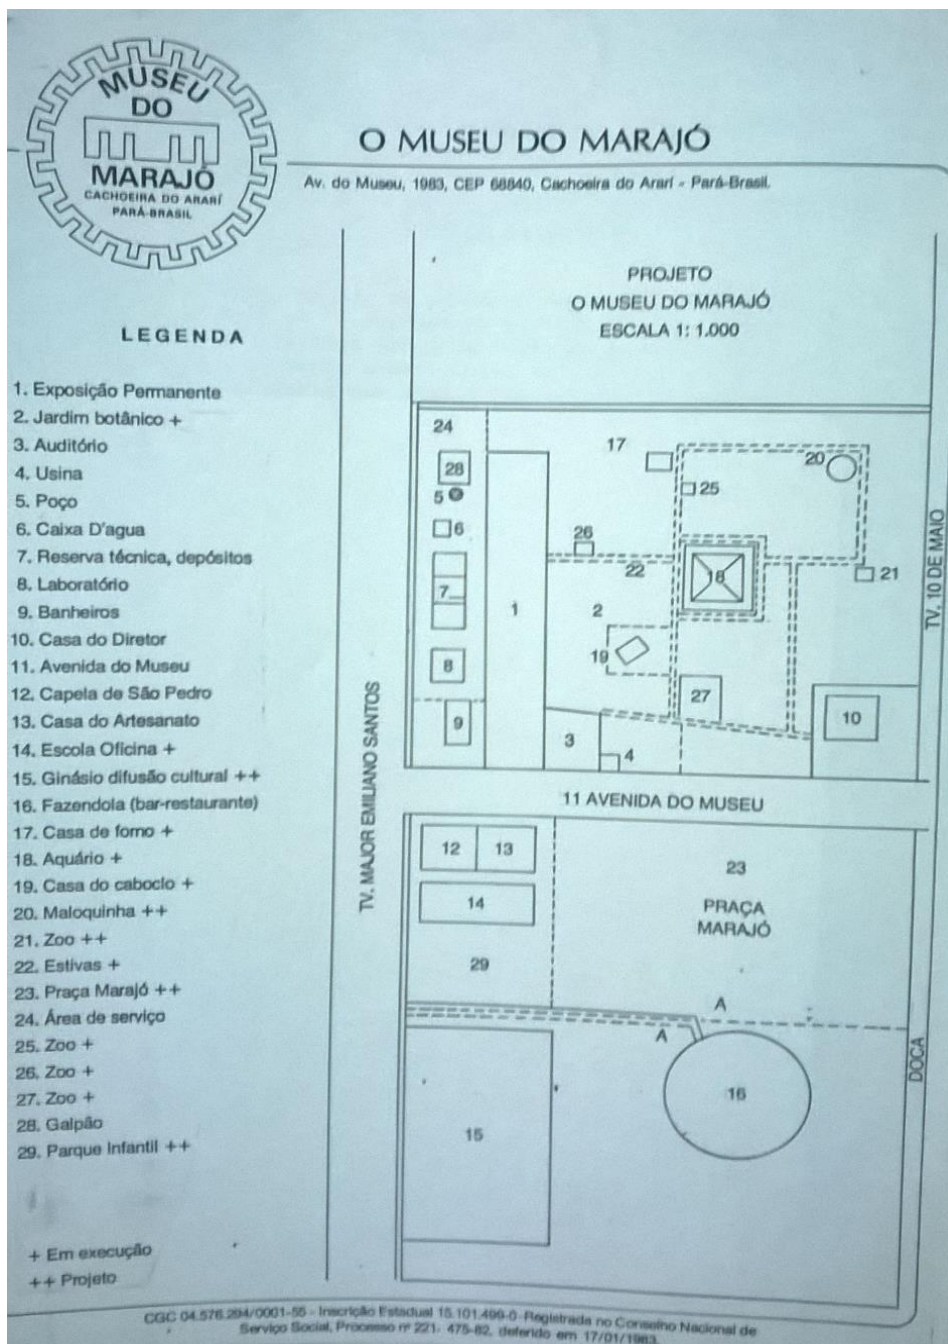 MUSEU
DO
MARAJÓ
CACHOEIRA DO ARARÍ
PARÁ-BRASIL
O MUSEU DO MARAJÓ
Av. do Museu, 1983, CEP 68840, Cachoeira do Ararí - Pará-Brasil.
PROJETO
O MUSEU DO MARAJÓ
ESCALA 1: 1.000
LEGENDA
1. Exposição Permanente
2. Jardim botânico +
3. Auditório
4. Usina
5. Poço
6. Caixa D'agua
7. Reserva técnica, depósitos
8. Laboratório
9. Banheiros
10. Casa do Diretor
11. Avenida do Museu
12. Capela de São Pedro
13. Casa do Artesanato
14. Escola Oficina +
15. Ginásio difusão cultural ++
16. Fazendola (bar-restaurante)
17. Casa de forno +
18. Aquário +
19. Casa do caboclo +
20. Maloquinha ++
21. Zoo ++
22. Estivas +
23. Praça Marajó ++
24. Área de serviço
25. Zoo +
26. Zoo +
27. Zoo +
28. Galpão
29. Parque Infantil ++
+ Em execução
++ Projeto
TV. MAJOR EMILIANO SANTOS
24
17
20
28
5
25
6
26
21
22
18
7
1
2
19
8
27
9
10
3
4
11 AVENIDA DO MUSEU
TV. 10 DE MAIO
12
13
23
14
PRAÇA
MARAJÓ
29
A
A
DOCA
16
15
CGC 04.576.294/0001-55 - Inscrição Estadual 15.101.499-0 Registrada no Conselho Nacional de
Serviço Social, Processo nº 221. 475-82, deferido em 17/01/1983.